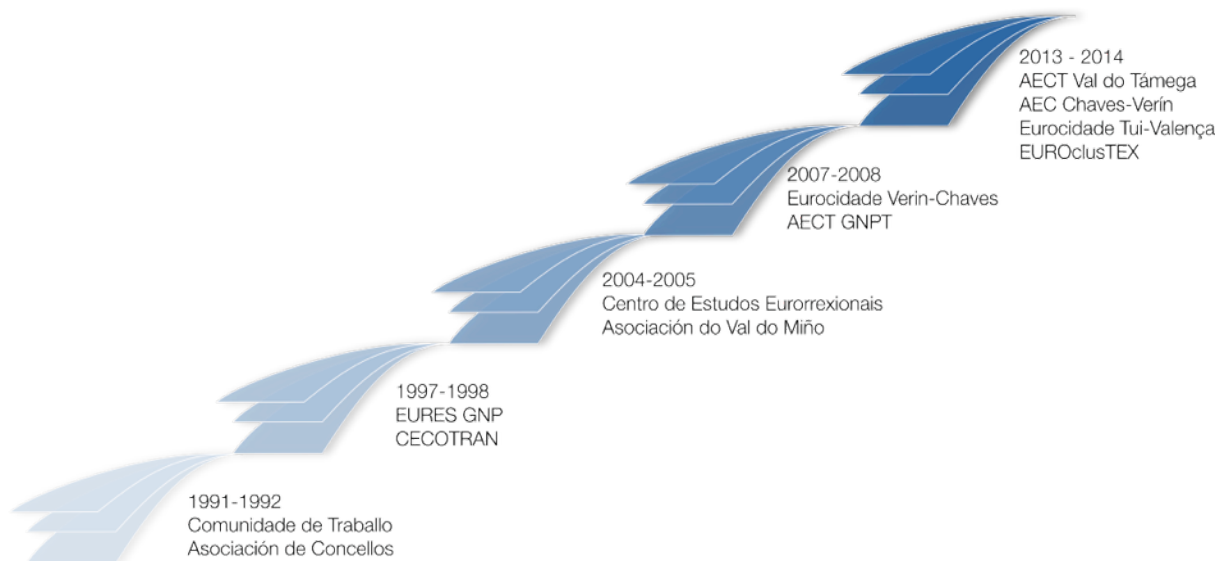 2013 - 2014
AECT Val do Támega
AEC Chaves-Verín
Eurocidade Tui-Valença
EUROclusTEX
2007-2008
Eurocidade Verin-Chaves
AECT GNPT
2004-2005
Centro de Estudos Eurorrexionais
Asociación do Val do Miño
1997-1998
EURES GNP
CECOTRAN
1991-1992
Comunidade de Traballo
Asociación de Concellos